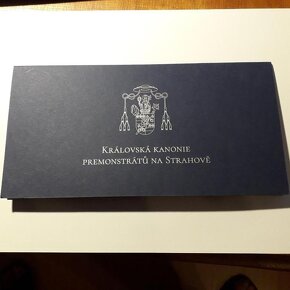 KRÁLOVSKÁ KANONIE
PREMONSTRÁTŮ NA STRAHOVĚ